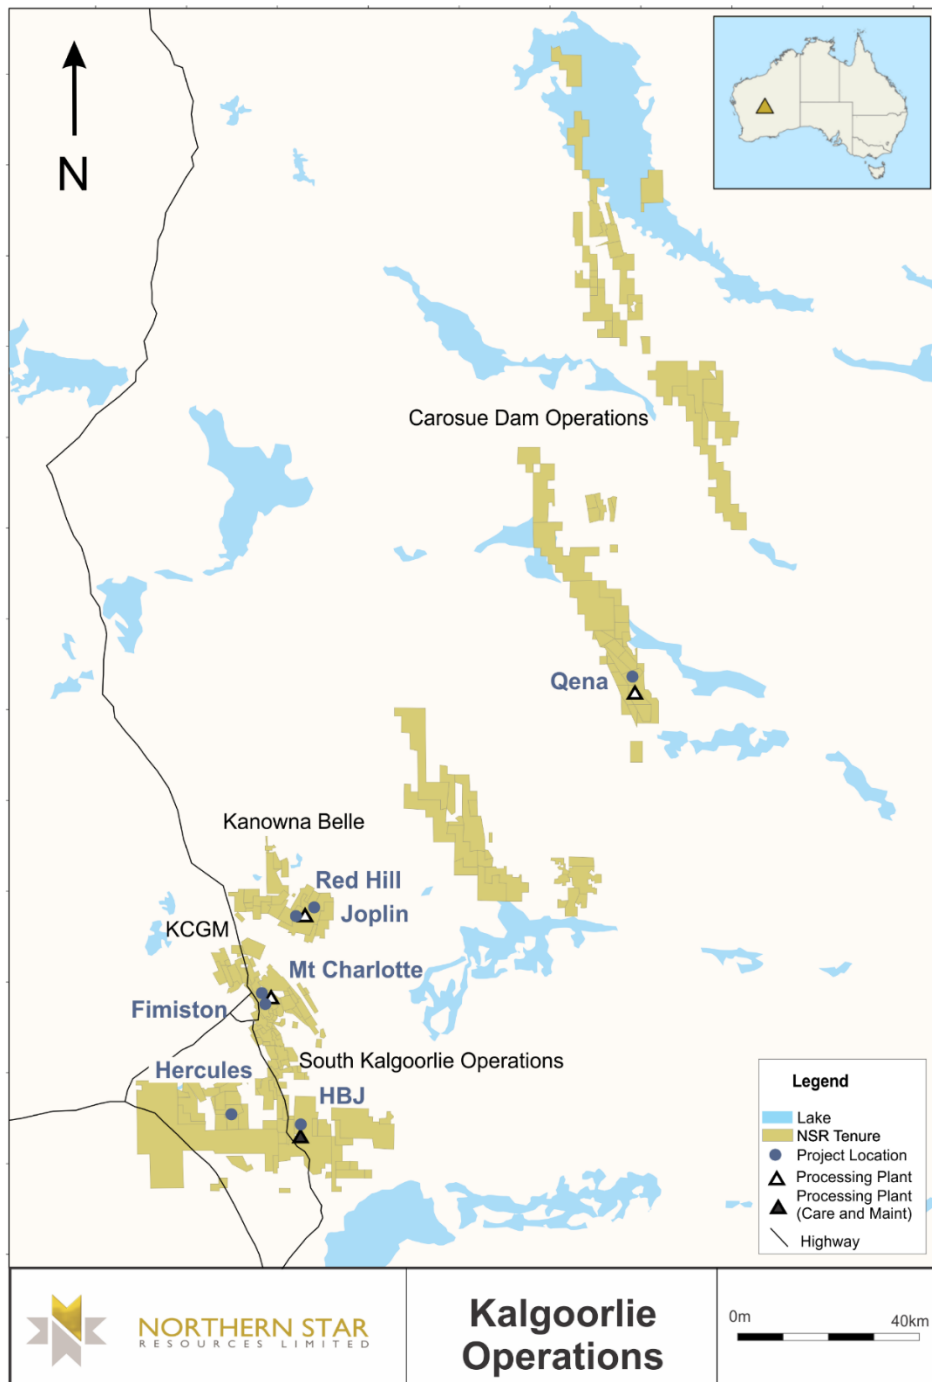 N
Carosue Dam Operations
Qena
Kanowna Belle
Red Hill
Joplin
KCGM
Mt Charlotte
Fimiston
South Kalgoorlie Operations
Hercules
HBJ
Legend
Lake
NSR Tenure
Project Location
Processing Plant
Processing Plant
(Care and Maint)
Highway
NORTHERN STAR
RESOURCES LIMITED
Kalgoorlie
Operations
0m 40km